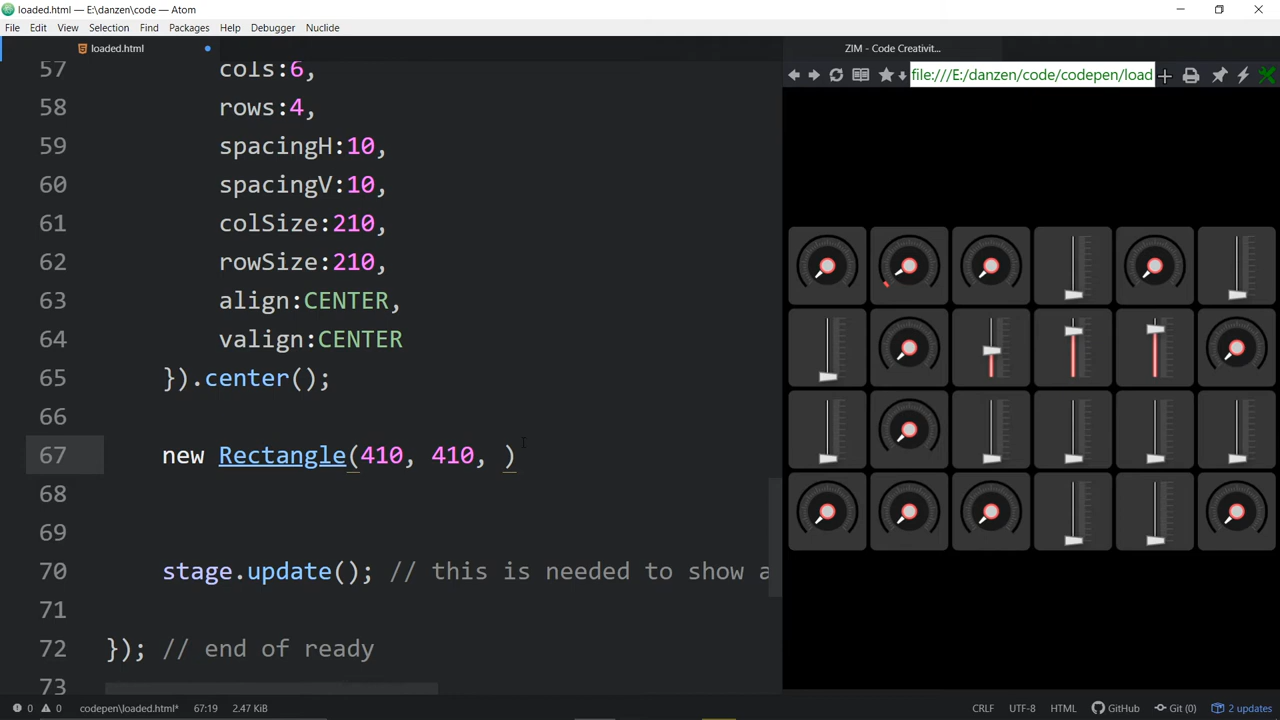 loaded.html — E:\danzen\code — Atom
File Edit View Selection Find Packages Help Debugger Nuclide
loaded.html
ZIM - Code Creativit...
file:///E:/danzen/code/codepen/load
57 cols:6,
58 rows:4,
59 spacingH:10,
60 spacingV:10,
61 colSize:210,
62 rowSize:210,
63 align:CENTER,
64 valign:CENTER
65 }).center();
66
67 new Rectangle(410, 410, )
68
69
70 stage.update(); // this is needed to show a
71
72 }); // end of ready
73
0 0 codepen\loaded.html* 67:19 2.47 KiB CRLF UTF-8 HTML GitHub Git (0) 2 updates